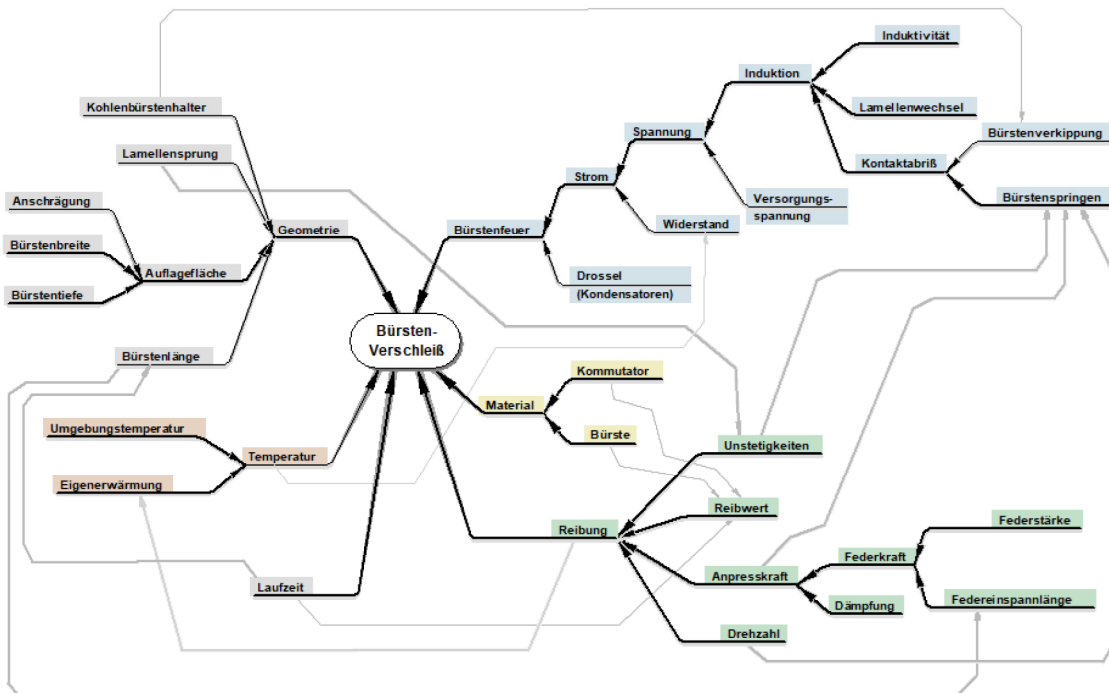 Induktivität
Induktion
Kohlenbürstenhalter
Lamellenwechsel
Spannung
Bürstenverkippung
Lamellensprung
Kontaktabriß
Strom
Anschrägung
Versorgungs-
spannung
Bürstenspringen
Geometrie
Bürstenfeuer
Widerstand
Bürstenbreite
Auflagefläche
Drossel
(Kondensatoren)
Bürstentiefe
Bürsten-
Verschleiß
Bürstenlänge
Kommutator
Material
Umgebungstemperatur
Bürste
Unstetigkeiten
Temperatur
Eigenerwärmung
Reibwert
Federstärke
Reibung
Federkraft
Anpresskraft
Laufzeit
Federeinspannlänge
Dämpfung
Drehzahl